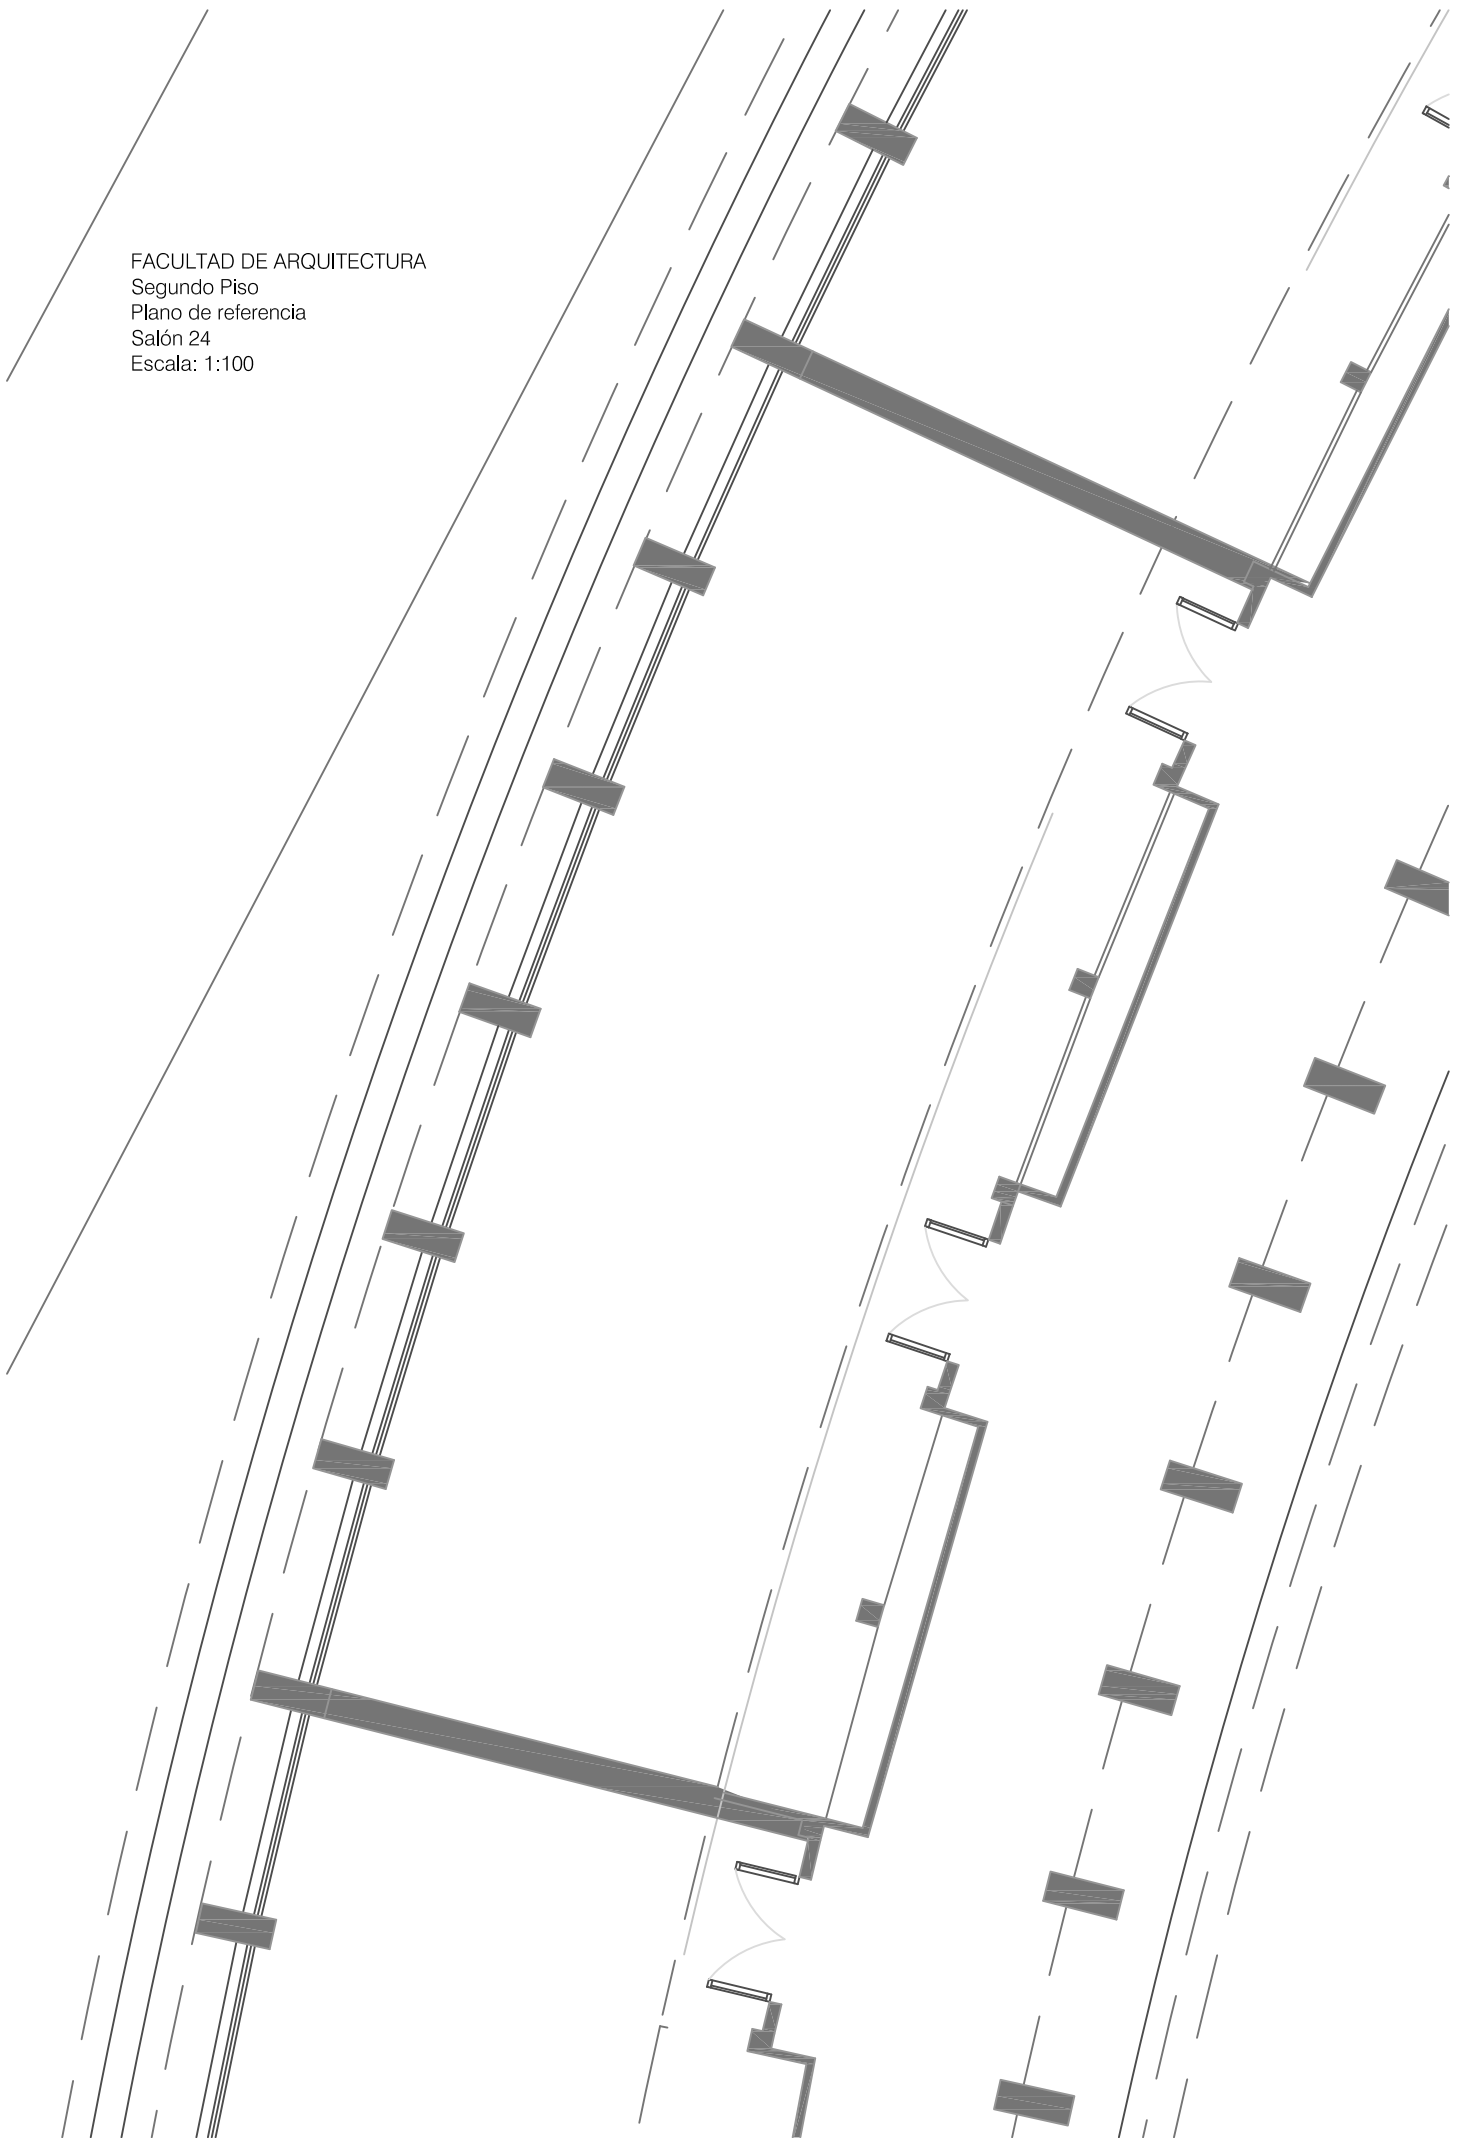 FACULTAD DE ARQUITECTURA
Segundo Piso
Plano de referencia
Salón 24
Escala: 1:100